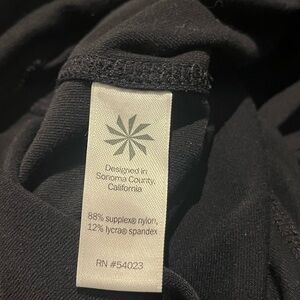 Designed in
Sonoma County,
California
88% supplex® nylon,
12% lycra® spandex
RN #54023